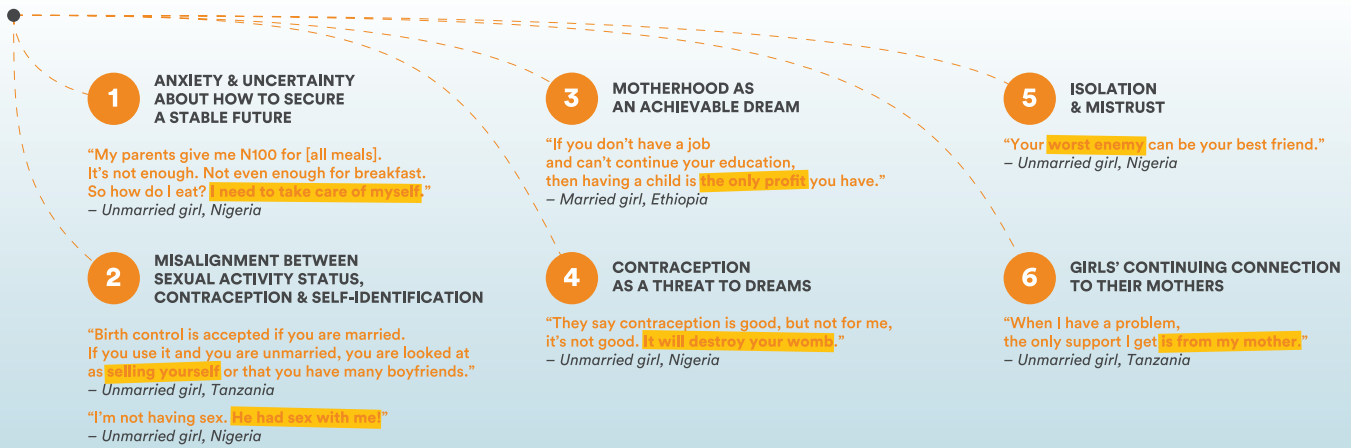 1
ANXIETY & UNCERTAINTY
ABOUT HOW TO SECURE
A STABLE FUTURE
“My parents give me N100 for [all meals].
It’s not enough. Not even enough for breakfast.
So how do I eat? I need to take care of myself.”
– Unmarried girl, Nigeria
2
MISALIGNMENT BETWEEN
SEXUAL ACTIVITY STATUS,
CONTRACEPTION & SELF-IDENTIFICATION
“Birth control is accepted if you are married.
If you use it and you are unmarried, you are looked at
as selling yourself or that you have many boyfriends.”
– Unmarried girl, Tanzania
“I’m not having sex. He had sex with me!”
– Unmarried girl, Nigeria
3
MOTHERHOOD AS
AN ACHIEVABLE DREAM
“If you don’t have a job
and can’t continue your education,
then having a child is the only profit you have.”
– Married girl, Ethiopia
4
CONTRACEPTION
AS A THREAT TO DREAMS
“They say contraception is good, but not for me,
it’s not good. It will destroy your womb.”
– Unmarried girl, Nigeria
5
ISOLATION
& MISTRUST
“Your worst enemy can be your best friend.”
– Unmarried girl, Nigeria
6
GIRLS’ CONTINUING CONNECTION
TO THEIR MOTHERS
“When I have a problem,
the only support I get is from my mother.”
– Unmarried girl, Tanzania